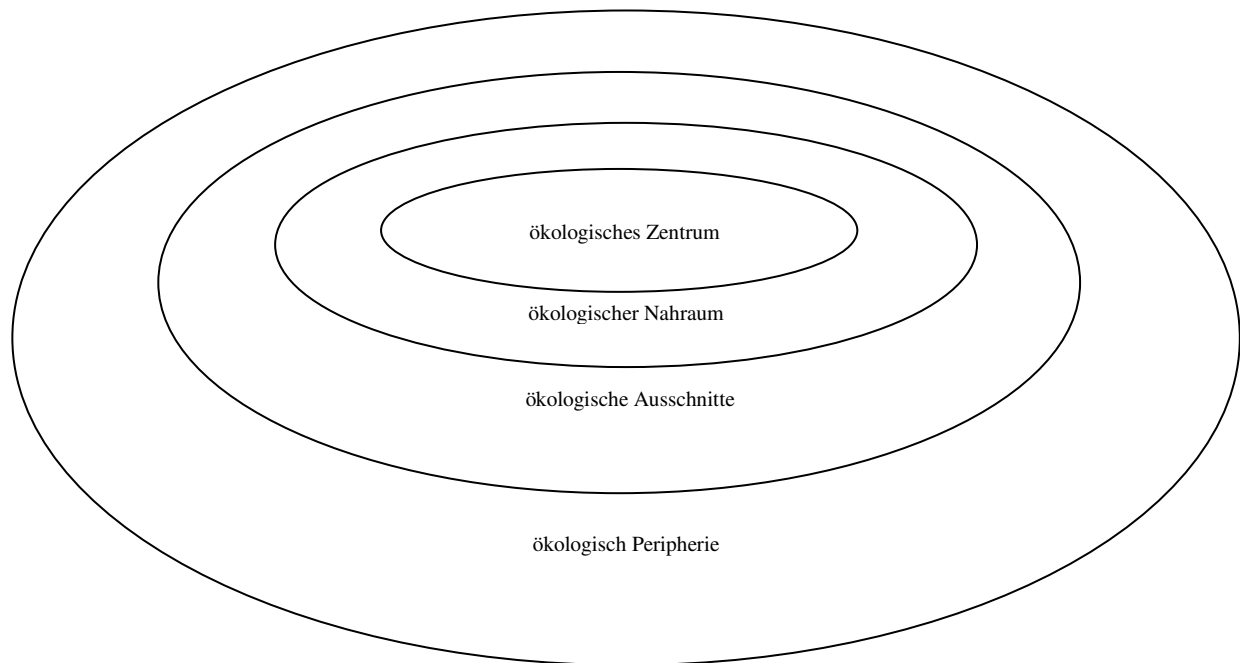 ökologisches Zentrum
ökologischer Nahraum
ökologische Ausschnitte
ökologisch Peripherie